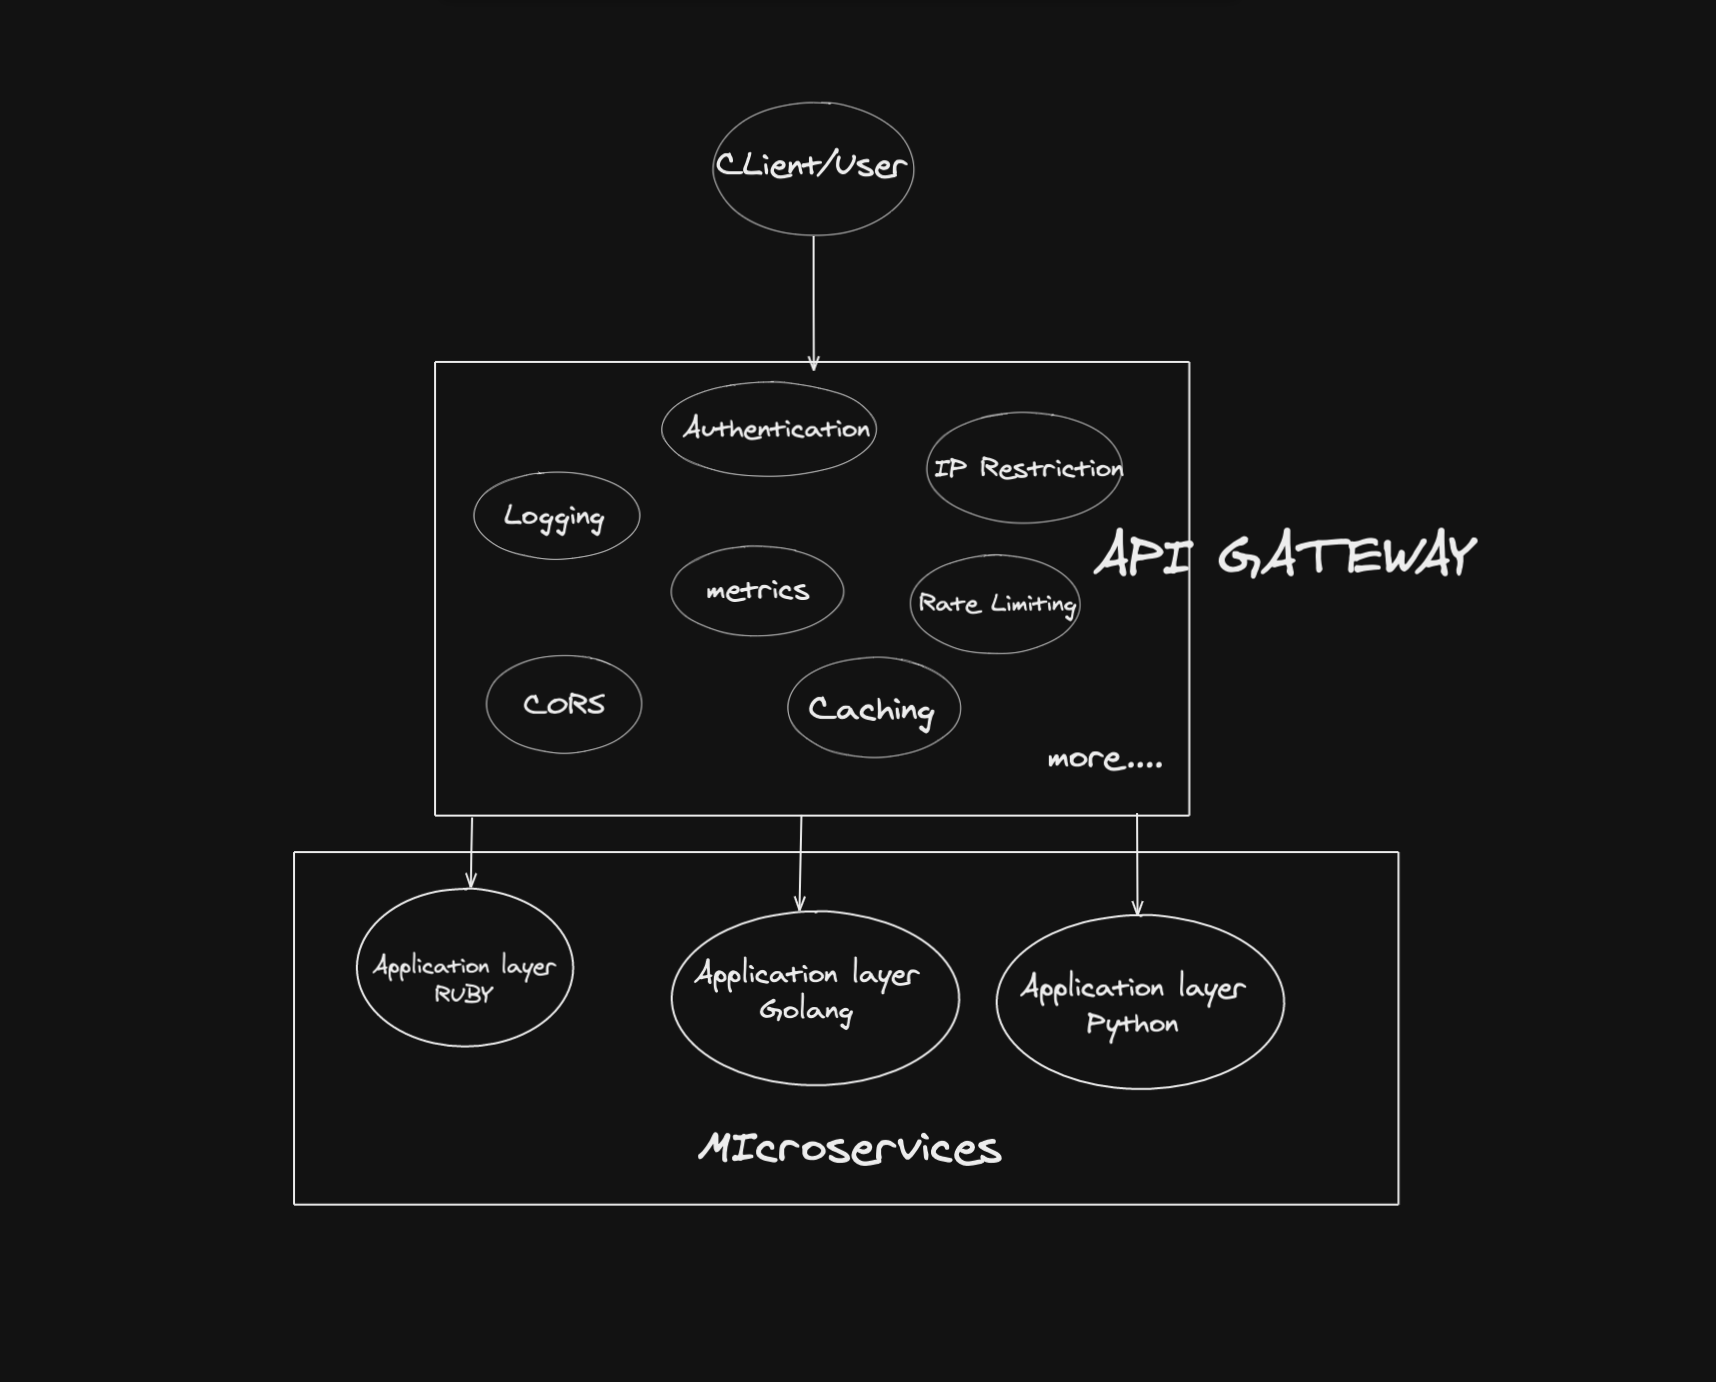 CLient/User
Authentication
IP Restriction
Logging
API GATEWAY
metrics
Rate Limiting
CORS
Caching
more....
Application layer
RUBY
Application layer
Golang
Application layer
Python
MIcroservices